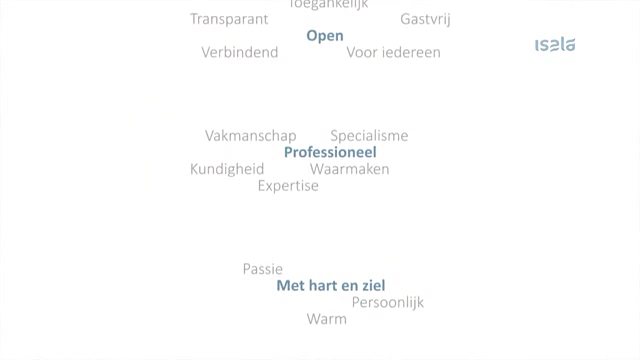 Toegankelijk
Transparant Gastvrij
Open
isala
Verbindend Voor iedereen
Vakmanschap Specialisme
Professioneel
Kundigheid Waarmaken
Expertise
Passie
Met hart en ziel
Persoonlijk
Warm